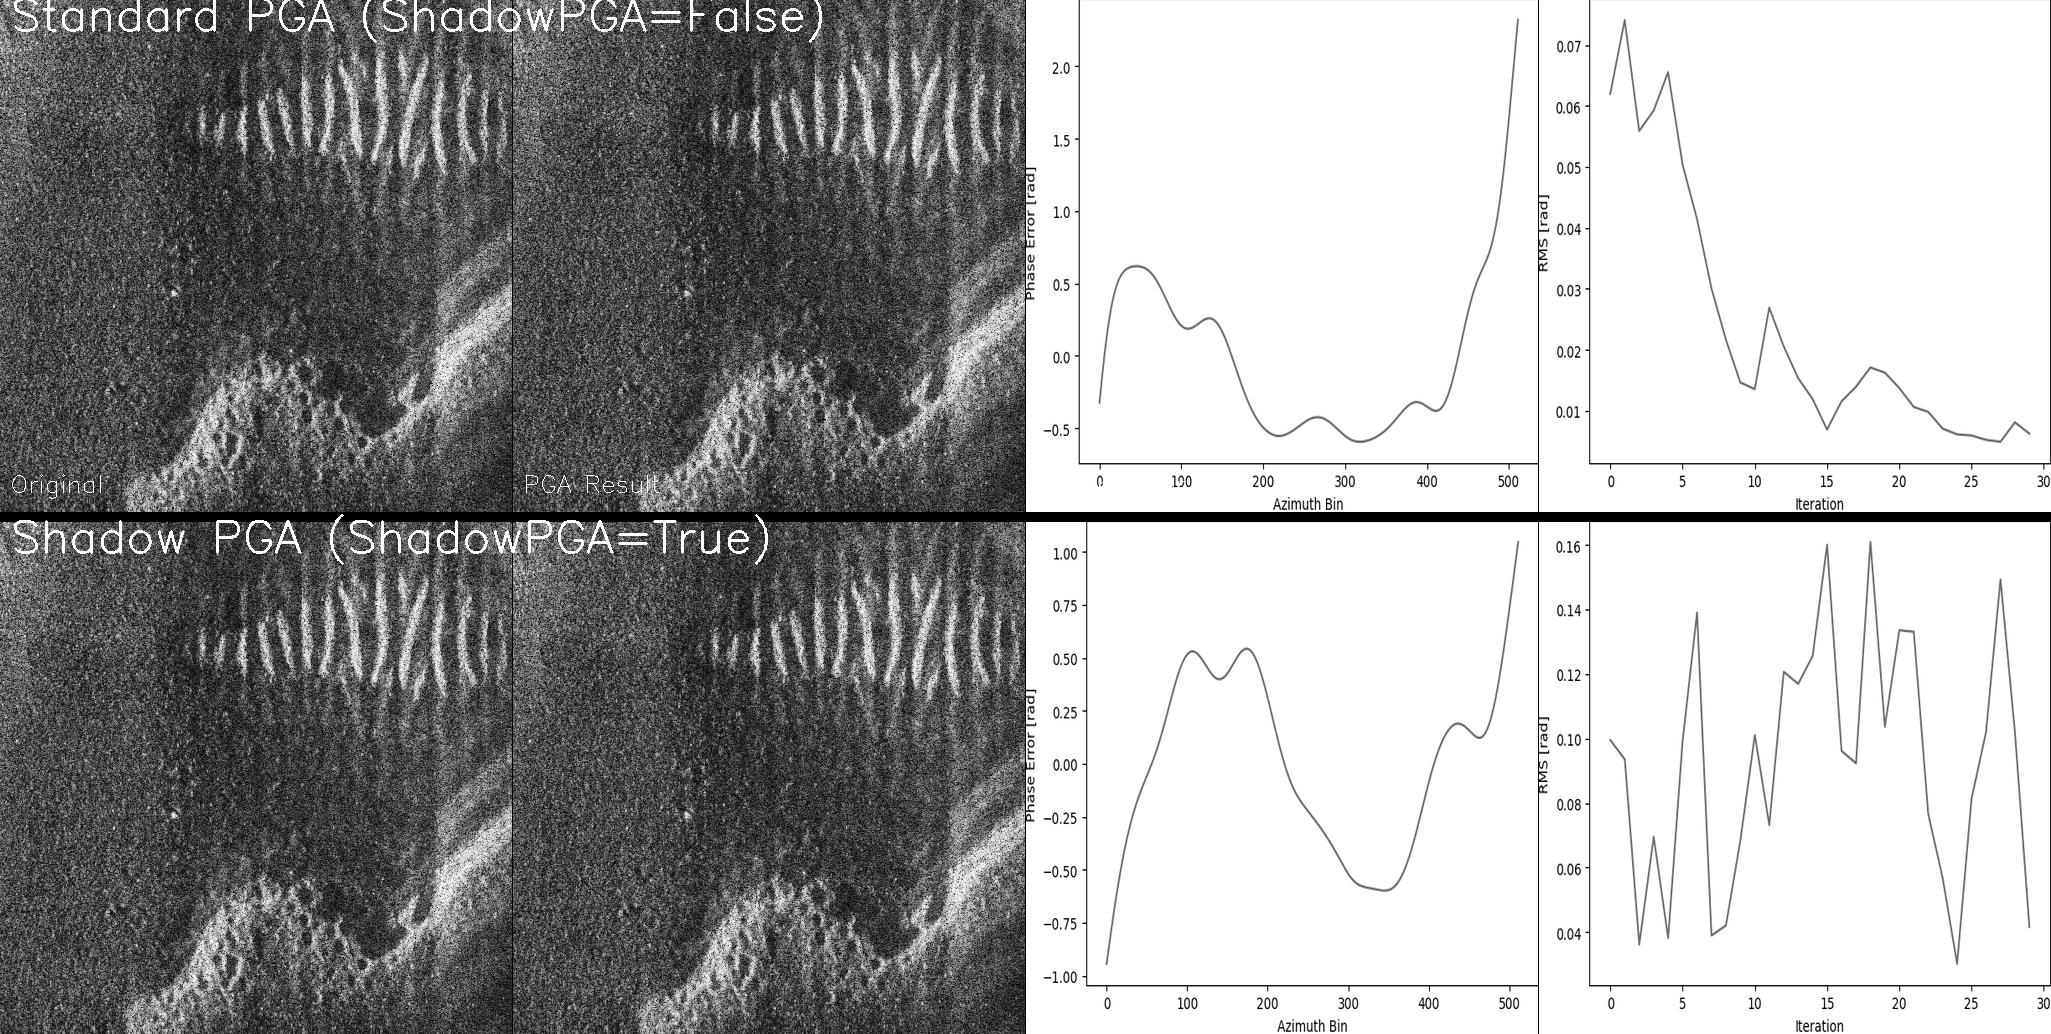 Standard PGA (ShadowPGA=False)
Original
PGA Result
Phase Error [rad]
2.0
1.5
1.0
0.5
0.0
−0.5
0 100 200 300 400 500
Azimuth Bin
RMS [rad]
0.07
0.06
0.05
0.04
0.03
0.02
0.01
0 5 10 15 20 25 30
Iteration
Shadow PGA (ShadowPGA=True)
Phase Error [rad]
1.00
0.75
0.50
0.25
0.00
−0.25
−0.50
−0.75
−1.00
0 100 200 300 400 500
Azimuth Bin
RMS [rad]
0.16
0.14
0.12
0.10
0.08
0.06
0.04
0 5 10 15 20 25 30
Iteration